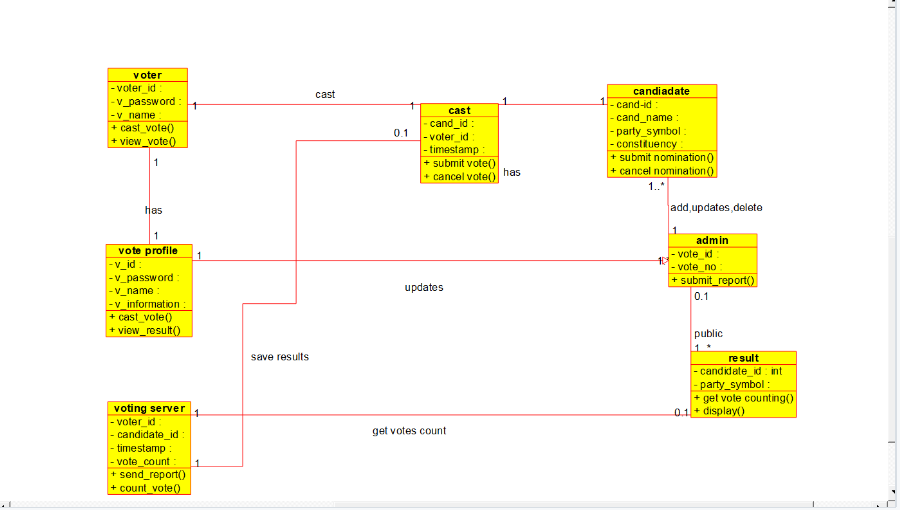 voter
- voter_id :
- v_password :
- v_name :
+ cast_vote()
+ view_vote()
1
cast
1
cast
- cand_id :
- voter_id :
- timestamp :
+ submit vote()
+ cancel vote()
0.1
1
has
1
candiadate
- cand-id :
- cand_name :
- party_symbol :
- constituency :
+ submit nomination()
+ cancel nomination()
1..*
add,updates,delete
1
1
has
1
vote profile
- v_id :
- v_password :
- v_name :
- v_information :
+ cast_vote()
+ view_result()
1
updates
admin
- vote_id :
- vote_no :
+ submit_report()
0.1
public
1..*
result
- candidate_id : int
- party_symbol :
+ get vote counting()
+ display()
save results
voting server
- voter_id :
- candidate_id :
- timestamp :
- vote_count :
+ send_report()
+ count_vote()
1
get votes count
0.1
1